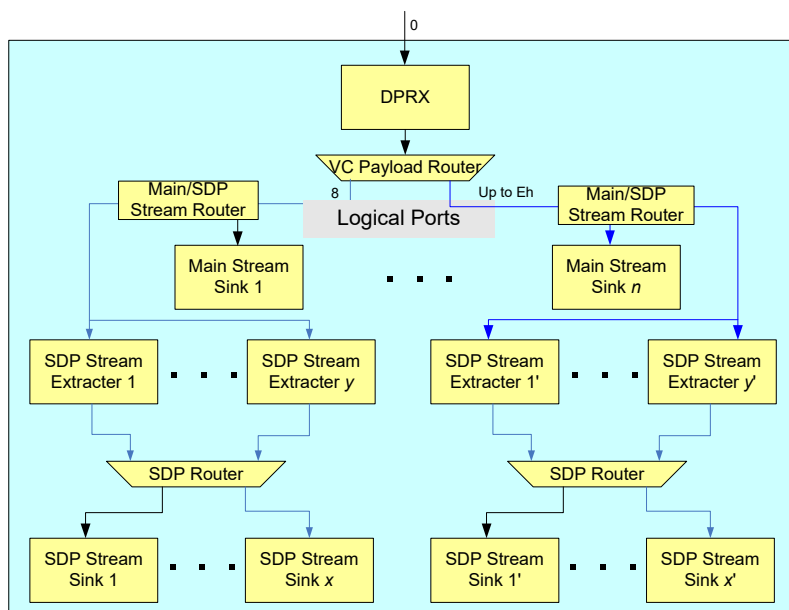 0
DPRX
VC Payload Router
8
Up to Eh
Main/SDP
Stream Router
Logical Ports
Main/SDP
Stream Router
Main Stream
Sink 1
Main Stream
Sink n
SDP Stream
Extracter 1
SDP Stream
Extracter y
SDP Stream
Extracter 1'
SDP Stream
Extracter y'
SDP Router
SDP Router
SDP Stream
Sink 1
SDP Stream
Sink x
SDP Stream
Sink 1'
SDP Stream
Sink x'